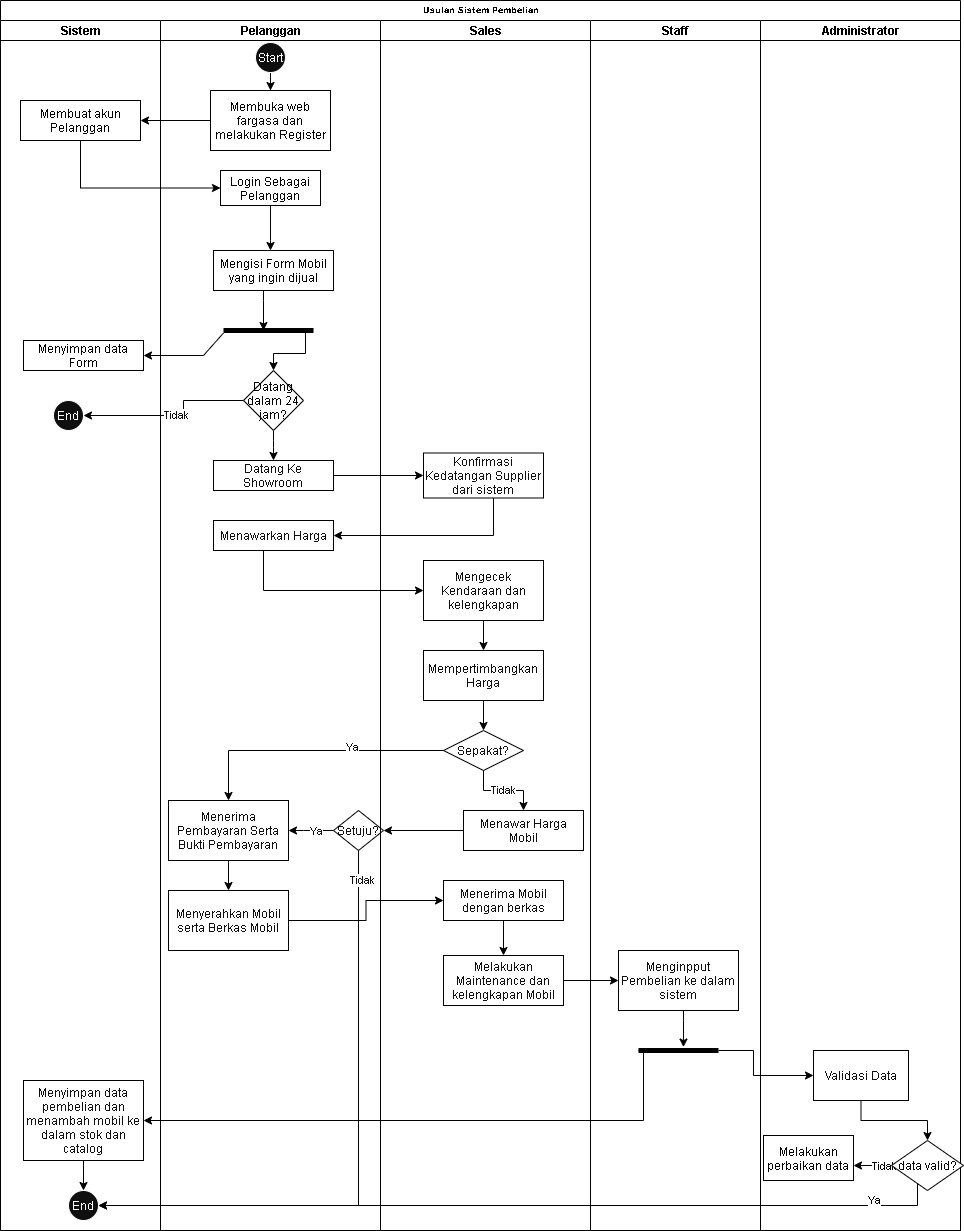 Usulan Sistem Pembelian
Sistem
Pelanggan
Sales
Staff
Administrator
Start
Membuka web
fargasa dan
melakukan Register
Membuat akun
Pelanggan
Login Sebagai
Pelanggan
Mengisi Form Mobil
yang ingin dijual
Menyimpan data
Form
Datang
dalam 24
jam?
Tidak
End
Datang Ke
Showroom
Konfirmasi
Kedatangan Supplier
dari sistem
Menawarkan Harga
Mengecek
Kendaraan dan
kelengkapan
Mempertimbangkan
Harga
Sepakat?
Ya
Tidak
Menawar Harga
Mobil
Setuju?
Ya
Tidak
Menerima
Pembayaran Serta
Bukti Pembayaran
Menyerahkan Mobil
serta Berkas Mobil
Menerima Mobil
dengan berkas
Melakukan
Maintenance dan
kelengkapan Mobil
Menginpput
Pembelian ke dalam
sistem
Validasi Data
Menyimpan data
pembelian dan
menambah mobil ke
dalam stok dan
catalog
data valid?
Tidak
Melakukan
perbaikan data
Ya
End